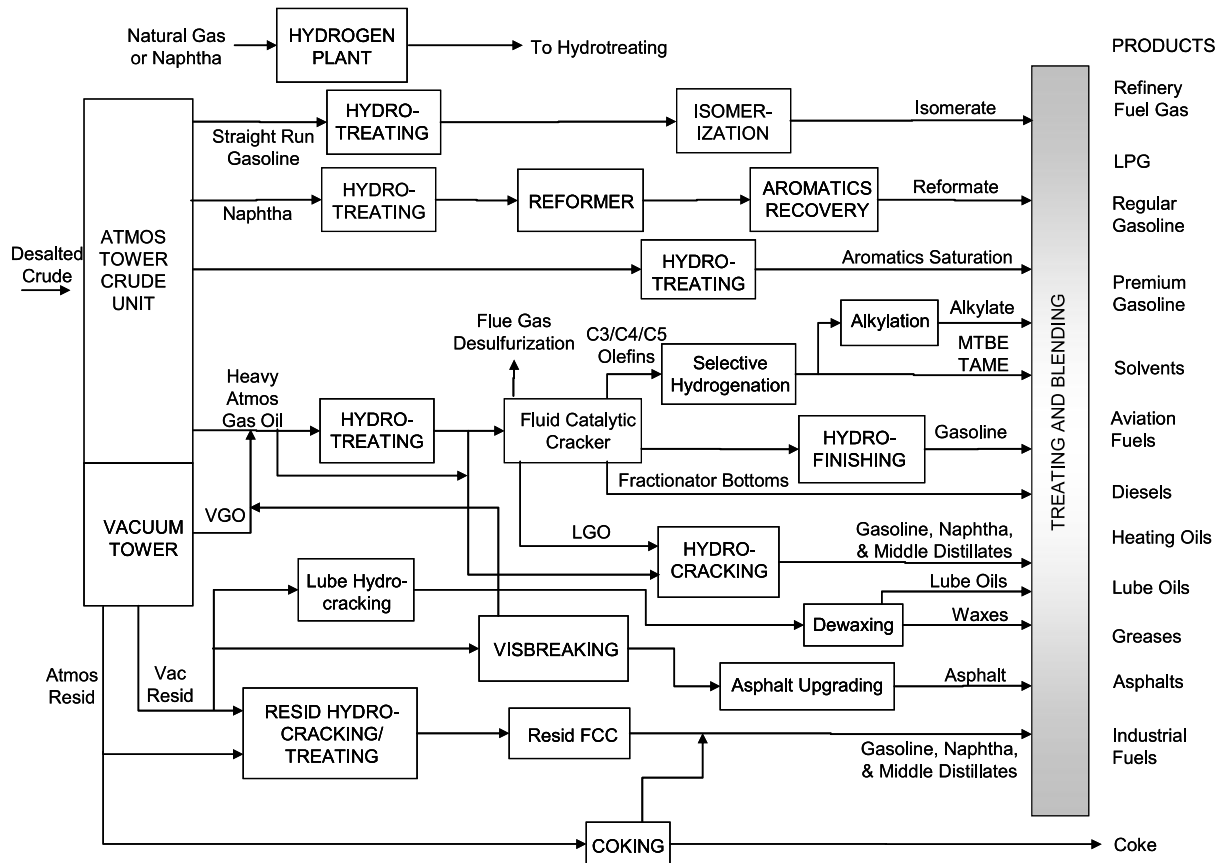 Natural Gas
or Naphtha
HYDROGEN
PLANT
To Hydrotreating
PRODUCTS
Refinery
Fuel Gas
LPG
Regular
Gasoline
Premium
Gasoline
Solvents
Aviation
Fuels
Diesels
Heating Oils
Lube Oils
Greases
Asphalts
Industrial
Fuels
Coke
TREATING AND BLENDING
Desalted
Crude
ATMOS
TOWER
CRUDE
UNIT
VACUUM
TOWER
Straight Run
Gasoline
HYDRO-
TREATING
ISOMER-
IZATION
Isomerate
Naphtha
HYDRO-
TREATING
REFORMER
AROMATICS
RECOVERY
Reformate
HYDRO-
TREATING
Aromatics Saturation
Flue Gas
Desulfurization
C3/C4/C5
Olefins
Selective
Hydrogenation
Alkylation
Alkylate
MTBE
TAME
Heavy
Atmos
Gas Oil
HYDRO-
TREATING
Fluid Catalytic
Cracker
HYDRO-
FINISHING
Gasoline
Fractionator Bottoms
VGO
LGO
HYDRO-
CRACKING
Gasoline, Naphtha,
& Middle Distillates
Lube Hydro-
cracking
Dewaxing
Lube Oils
Waxes
VISBREAKING
Asphalt Upgrading
Asphalt
Atmos
Resid
Vac
Resid
RESID HYDRO-
CRACKING/
TREATING
Resid FCC
Gasoline, Naphtha,
& Middle Distillates
COKING